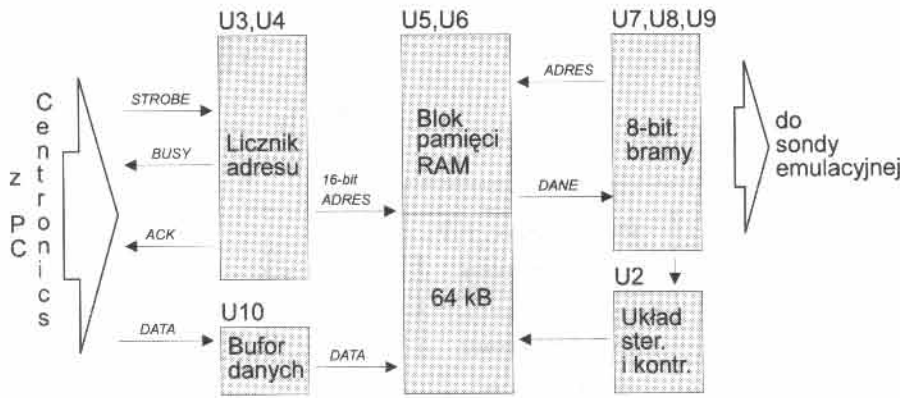 Centronics
z PC
STROBE
BUSY
ACK
DATA
U3,U4
Licznik
adresu
16-bit
ADRES
U10
Bufor
danych
DATA
U5,U6
Blok
pamięci
RAM
64 kB
ADRES
DANE
U7,U8,U9
8-bit.
bramy
U2
Układ
ster.
i kontr.
do
sondy
emulacyjnej